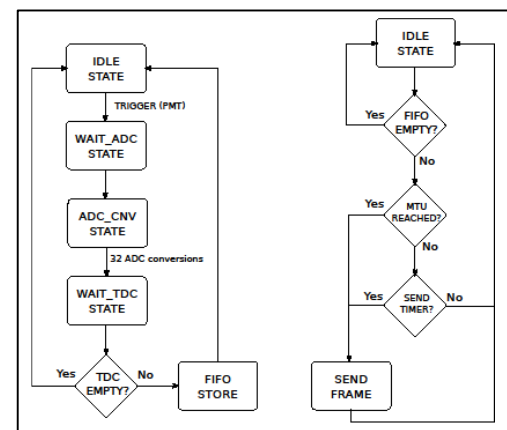 IDLE
STATE
TRIGGER (PMT)
WAIT_ADC
STATE
ADC_CNV
STATE
32 ADC conversions
WAIT_TDC
STATE
Yes
TDC
EMPTY?
No
FIFO
STORE
IDLE
STATE
Yes
FIFO
EMPTY?
No
Yes
MTU
REACHED?
No
Yes
SEND
TIMER?
No
SEND
FRAME